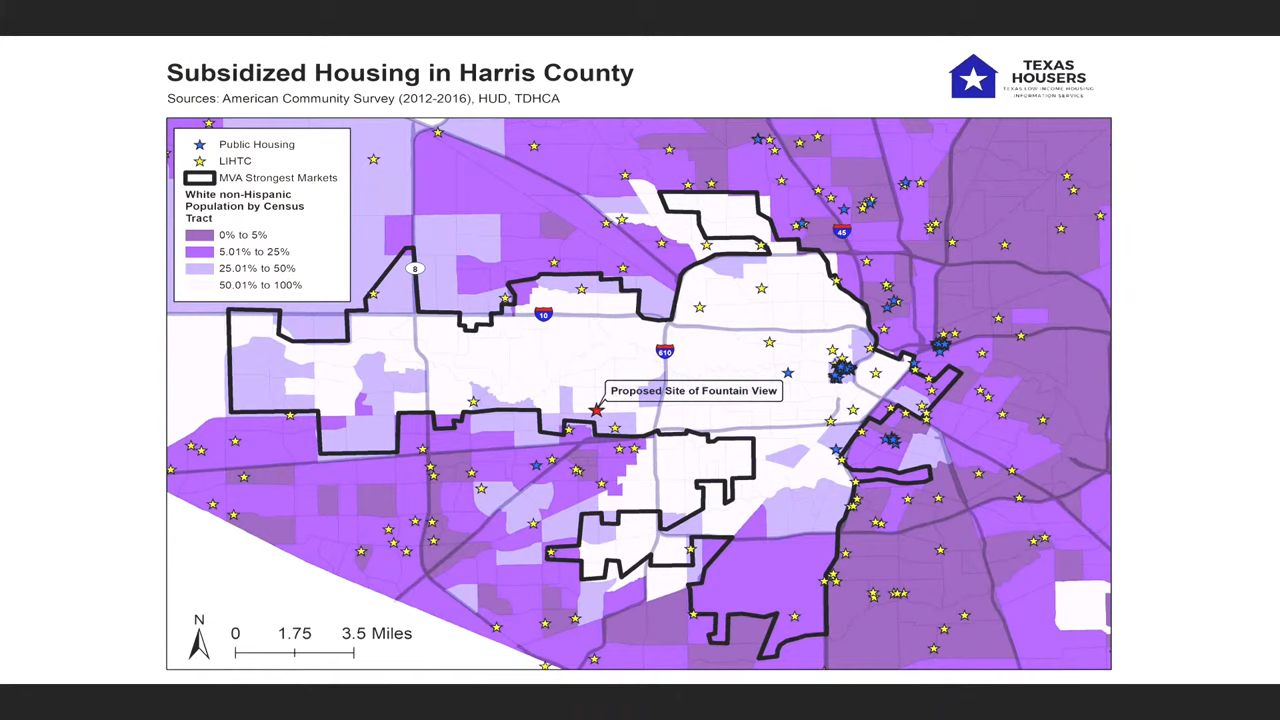 Subsidized Housing in Harris County
Sources: American Community Survey (2012-2016), HUD, TDHCA
TEXAS
HOUSERS
TEXAS LOW INCOME HOUSING
INFORMATION SERVICE
Public Housing
LIHTC
MVA Strongest Markets
White non-Hispanic
Population by Census
Tract
0% to 5%
5.01% to 25%
25.01% to 50%
50.01% to 100%
45
8
10
610
Proposed Site of Fountain View
N
0 1.75 3.5 Miles